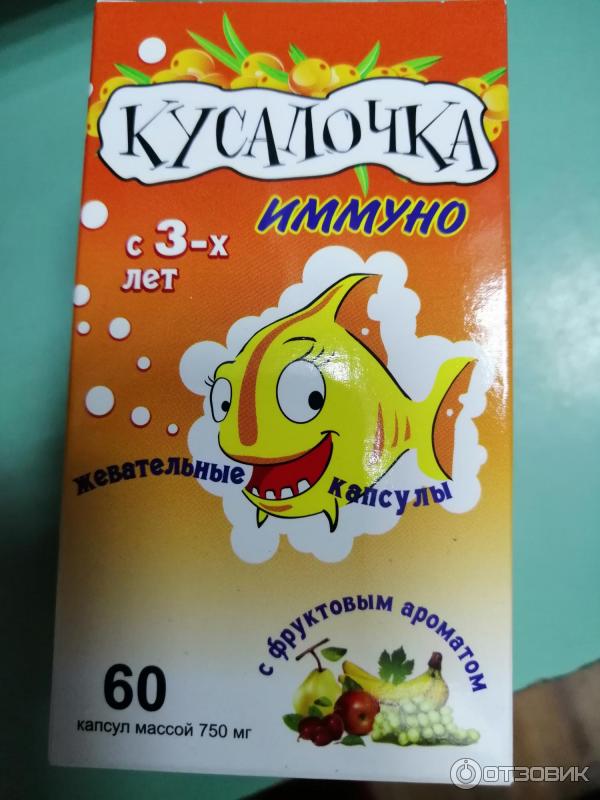 КУСАЛОЧКА
ИММУНО
с 3-х
лет
жевательные капсулы
с фруктовым ароматом
60
капсул массой 750 мг
ОТЗОВИК